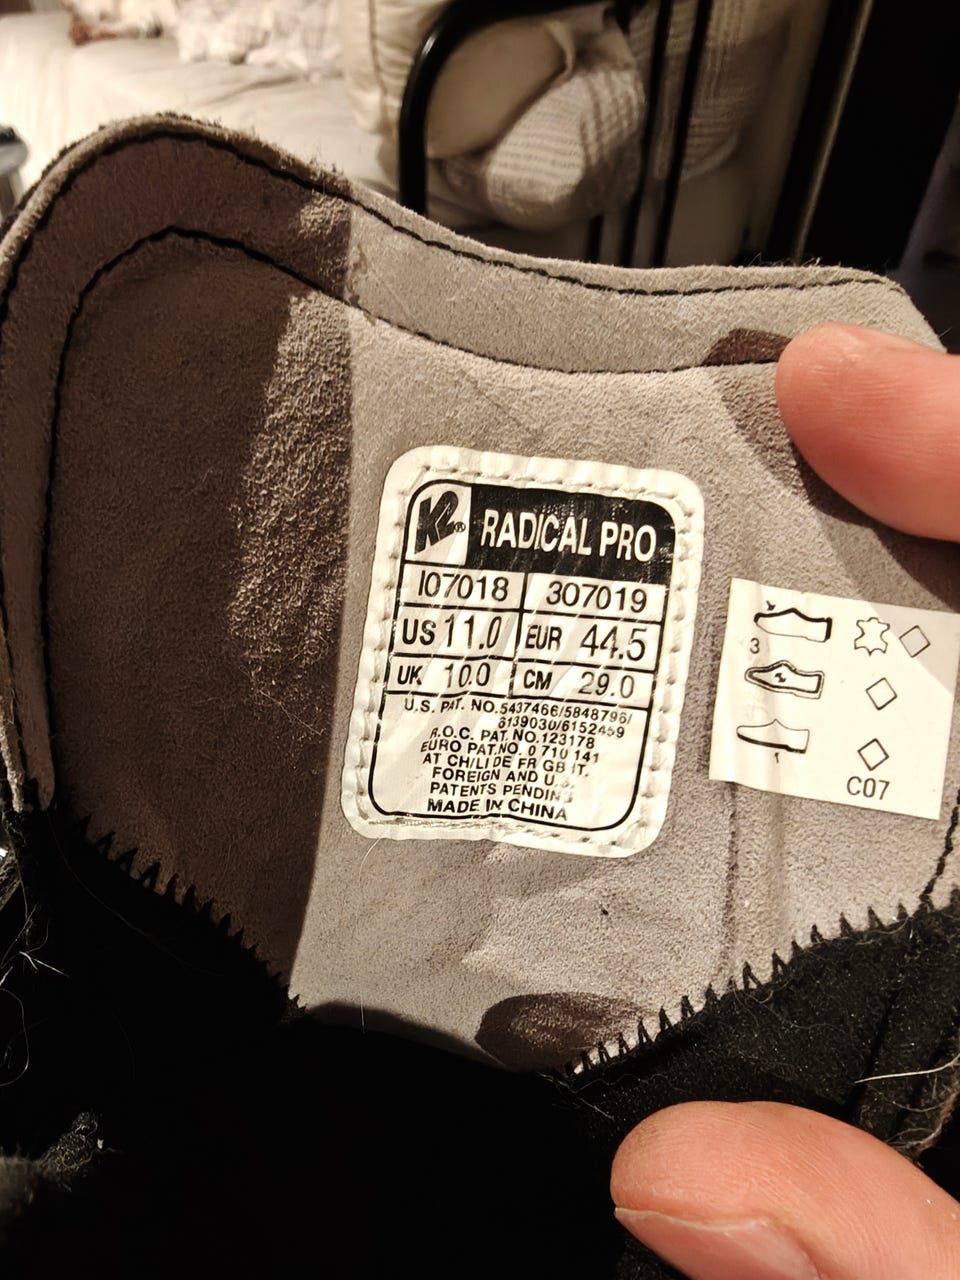 K2® RADICAL PRO
I07018 307019
US 11.0 EUR 44.5
UK 10.0 CM 29.0
U.S. PAT. NO.5437466/5848796/
6139030/6152459
R.O.C. PAT.NO.123178
EURO PAT.NO. 0 710 141
AT CH/LI DE FR GB IT.
FOREIGN AND U.S.
PATENTS PENDIN
MADE IN CHINA
3
1
C07